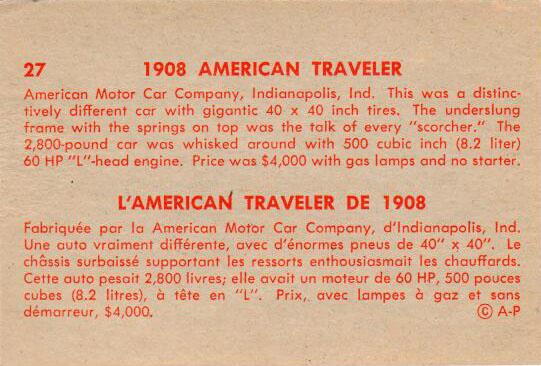 27
1908 AMERICAN TRAVELER
American Motor Car Company, Indianapolis, Ind. This was a distinc-
tively different car with gigantic 40 x 40 inch tires. The underslung
frame with the springs on top was the talk of every "scorcher." The
2,800-pound car was whisked around with 500 cubic inch (8.2 liter)
60 HP "L"-head engine. Price was $4,000 with gas lamps and no starter.
L'AMERICAN TRAVELER DE 1908
Fabriquée par la American Motor Car Company, d'Indianapolis, Ind.
Une auto vraiment différente, avec d'énormes pneus de 40" x 40". Le
châssis surbaissé supportant les ressorts enthousiasmait les chauffards.
Cette auto pesait 2,800 livres; elle avait un moteur de 60 HP, 500 pouces
cubes (8.2 litres), à tête en "L". Prix, avec lampes à gaz et sans
démarreur, $4,000.
© A-P